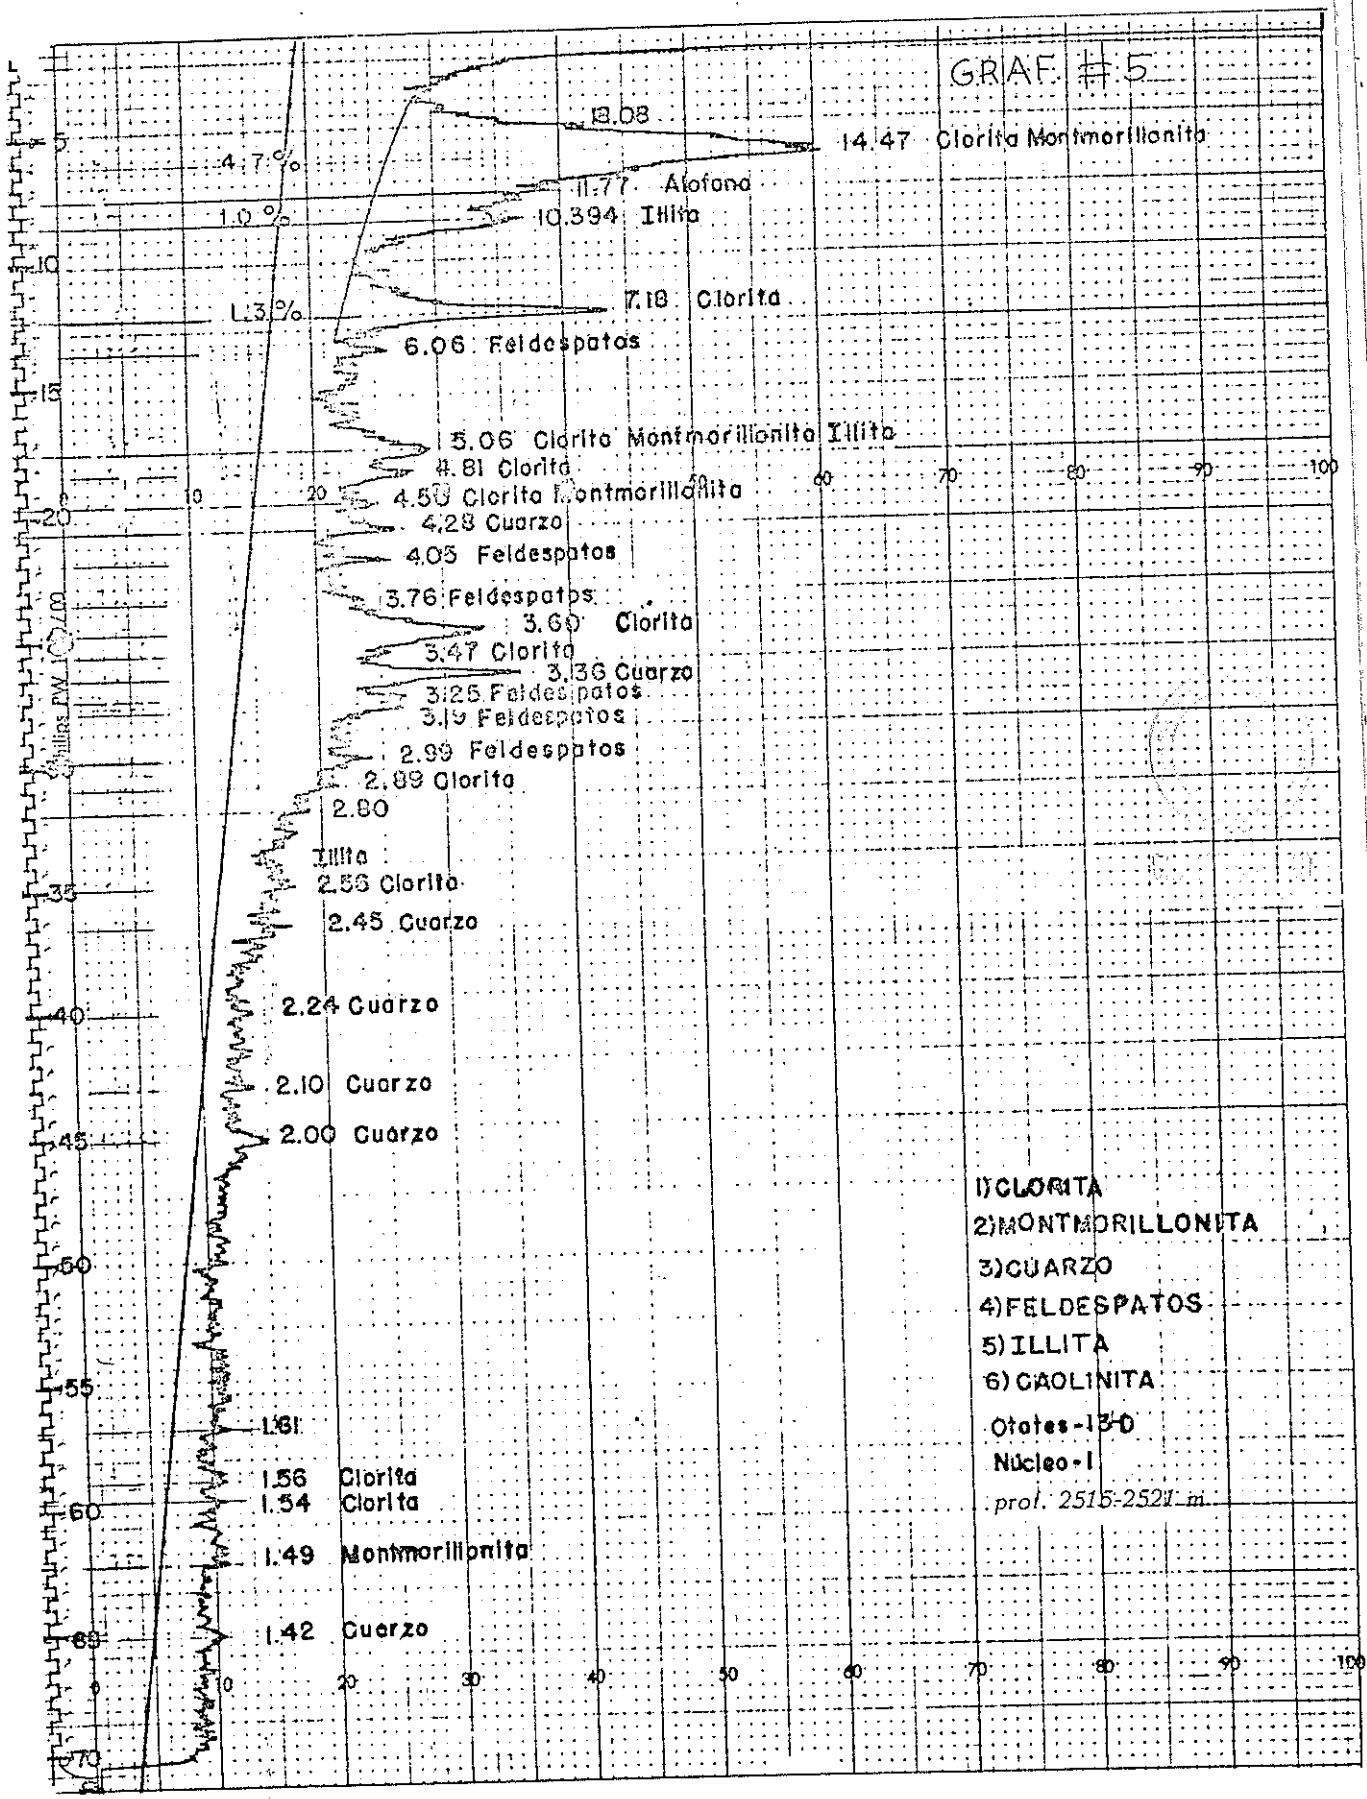 GRAF. #5
13.08
14.47 Clorita Montmorillonita
5
4.7%
11.77 Alofana
1.0 %
10.394 Illita
10
7.18 Clorita
1.3 %
6.06 Feldespatos
15
5.06 Clorita Montmorillonita Illita
4.81 Clorita
0 10 20 60 70 80 90 100
4.50 Clorita Montmorillonita
20
4.28 Cuarzo
4.05 Feldespatos
3.76 Feldespatos
3.60 Clorita
3.47 Clorita
3.36 Cuarzo
3.25 Feldespatos
3.19 Feldespatos
Phillips PW
2.99 Feldespatos
2.89 Clorita
2.80
Illita
2.56 Clorita
35
2.45 Cuarzo
2.24 Cuarzo
40
2.10 Cuarzo
2.00 Cuarzo
45
1) CLORITA
2) MONTMORILLONITA
50
3) CUARZO
4) FELDESPATOS
5) ILLITA
6) CAOLINITA
55
Otates-13-D
1.61
Núcleo-1
1.56 Clorita
1.54 Clorita
prof. 2515-2521 m
60
1.49 Montmorillonita
1.42 Cuarzo
0 10 20 30 40 50 60 70 80 90 100
70